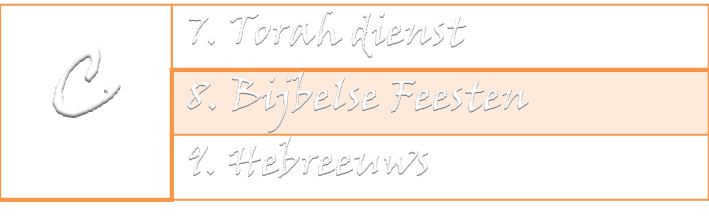 C.
7. Torah dienst
8. Bijbelse Feesten
9. Hebreeuws